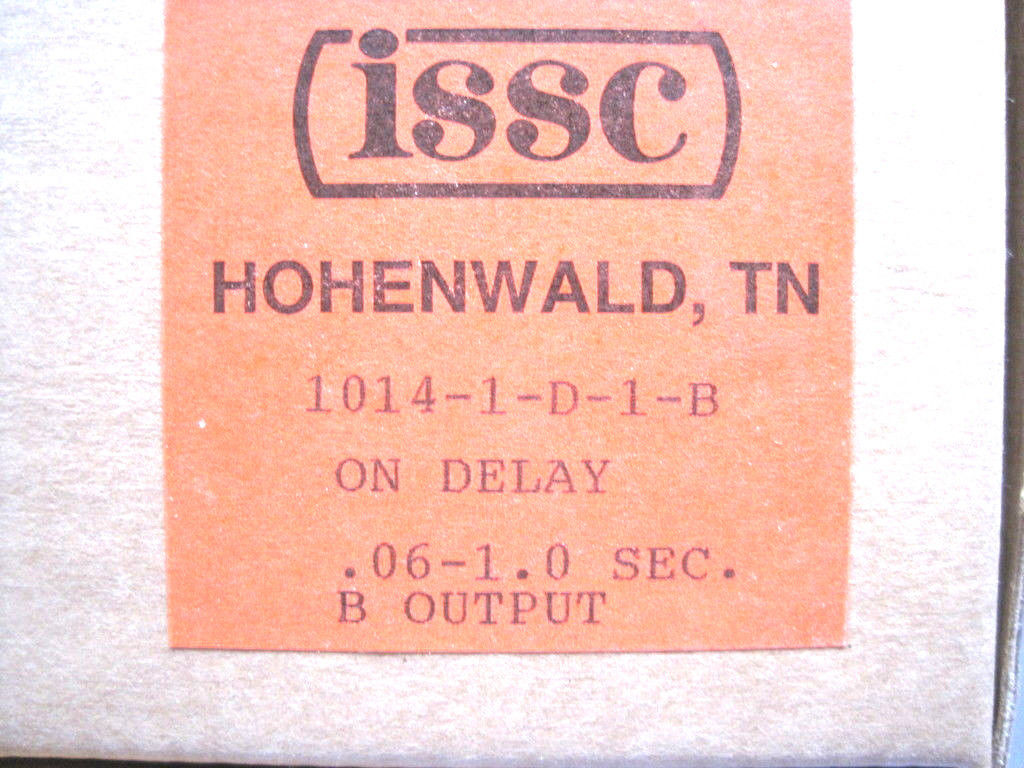 issc
HOHENWALD, TN
1014-1-D-1-B
ON DELAY
.06-1.0 SEC.
B OUTPUT